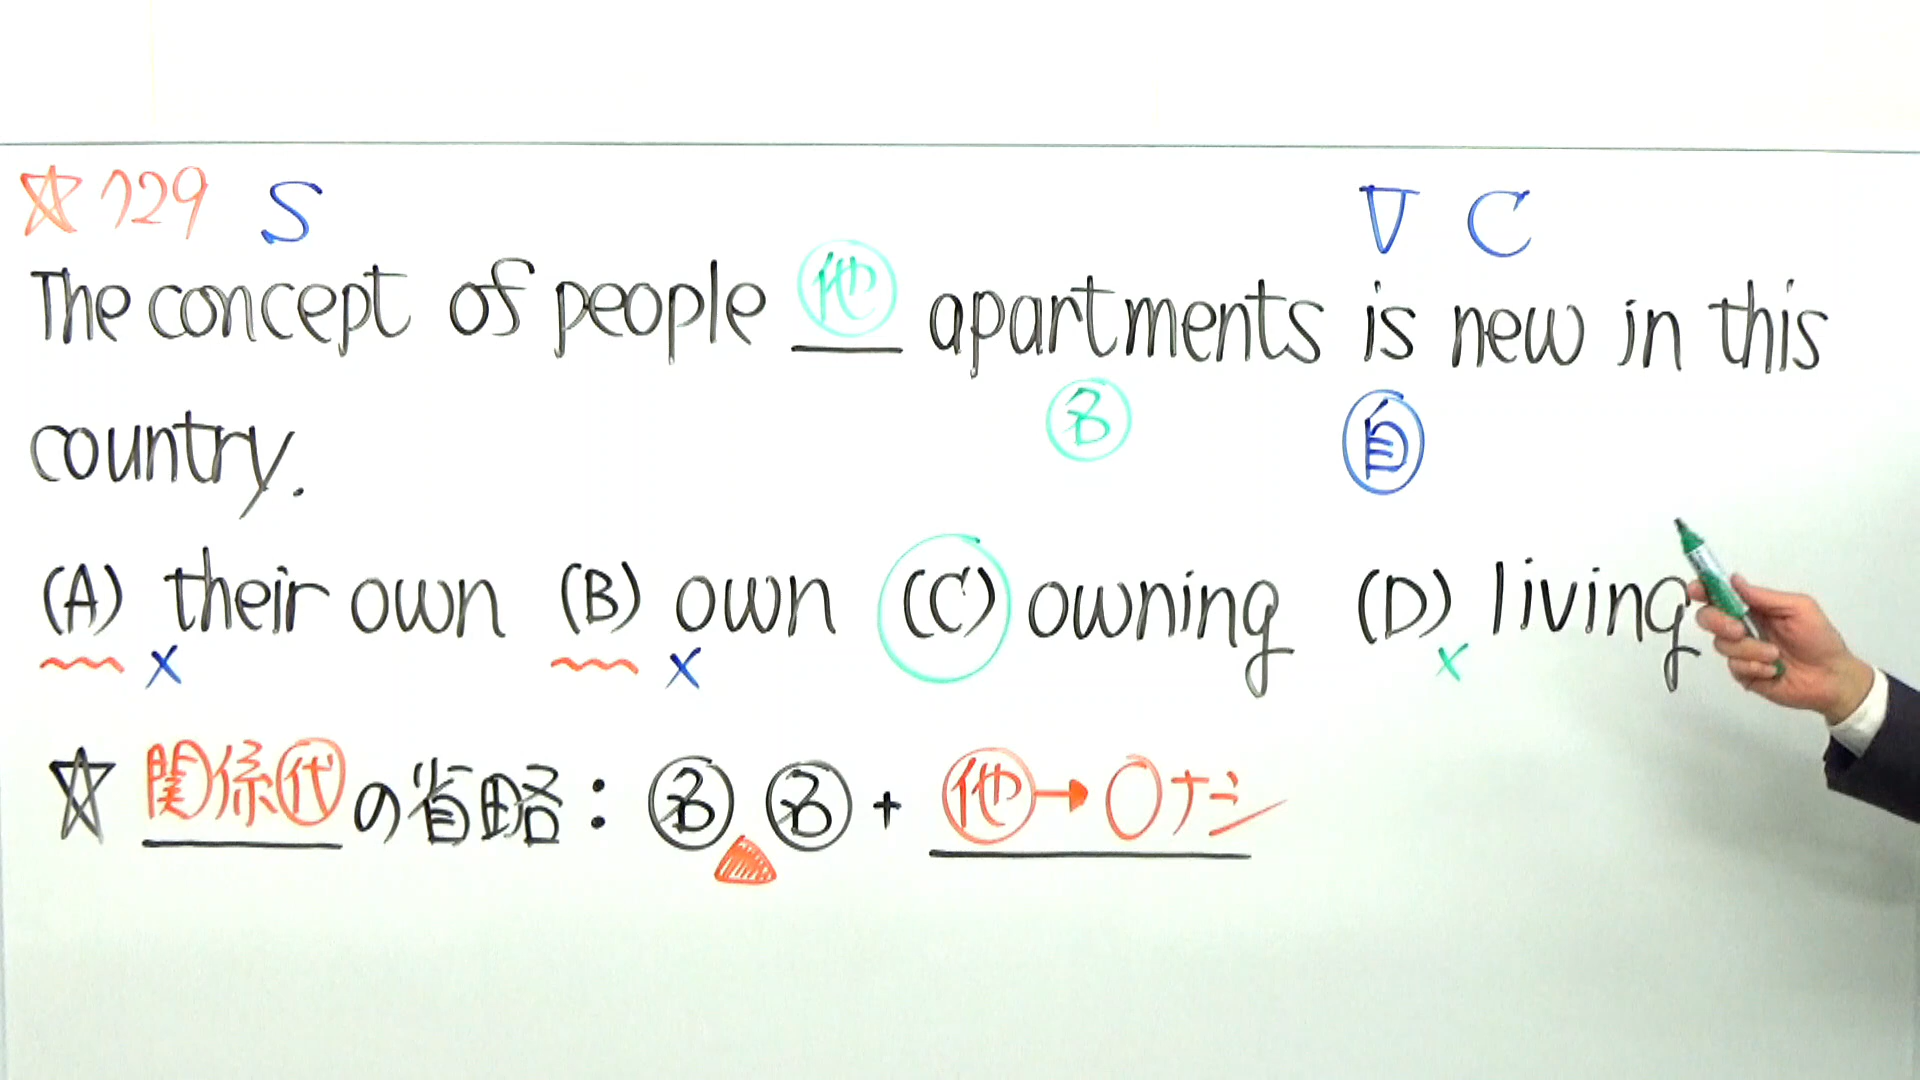 ☆129 S V C
The concept of people 他 ___ apartments is new in this
名 自
country.
(A) their own (B) own (C) owning (D) living
× × ×
☆ 関係代の省略：名 名 + 他→○ナシ